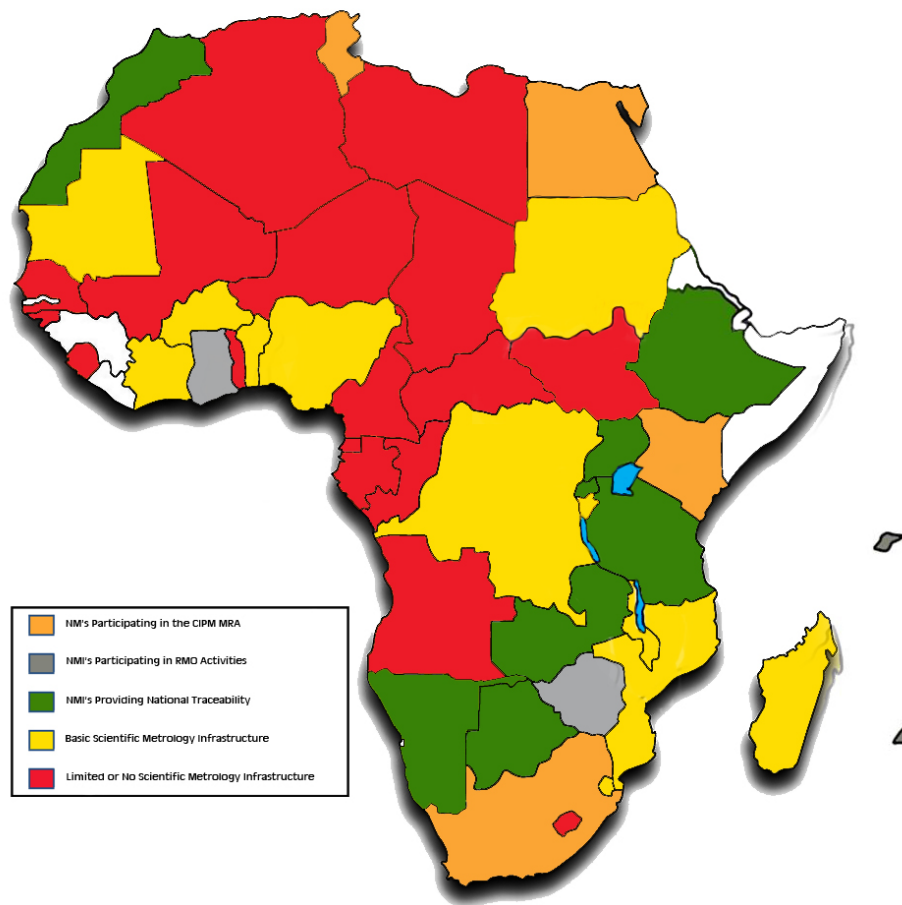 NM's Participating in the CIPM MRA
NMI's Participating in RMO Activities
NMI's Providing National Traceability
Basic Scientific Metrology Infrastructure
Limited or No Scientific Metrology Infrastructure